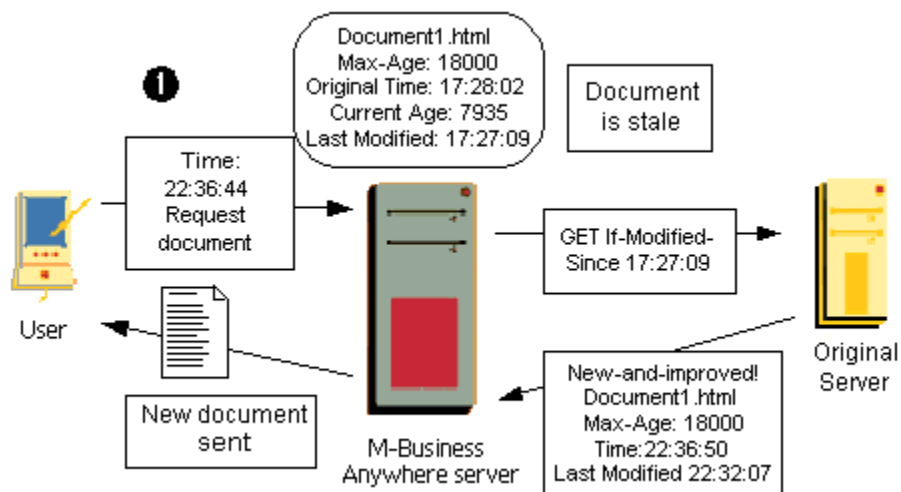 1
Document1.html
Max-Age: 18000
Original Time: 17:28:02
Current Age: 7935
Last Modified: 17:27:09
Document
is stale
Time:
22:36:44
Request
document
GET If-Modified-
Since 17:27:09
User
Original
Server
New-and-improved!
Document1.html
Max-Age: 18000
Time:22:36:50
Last Modified 22:32:07
New document
sent
M-Business
Anywhere server